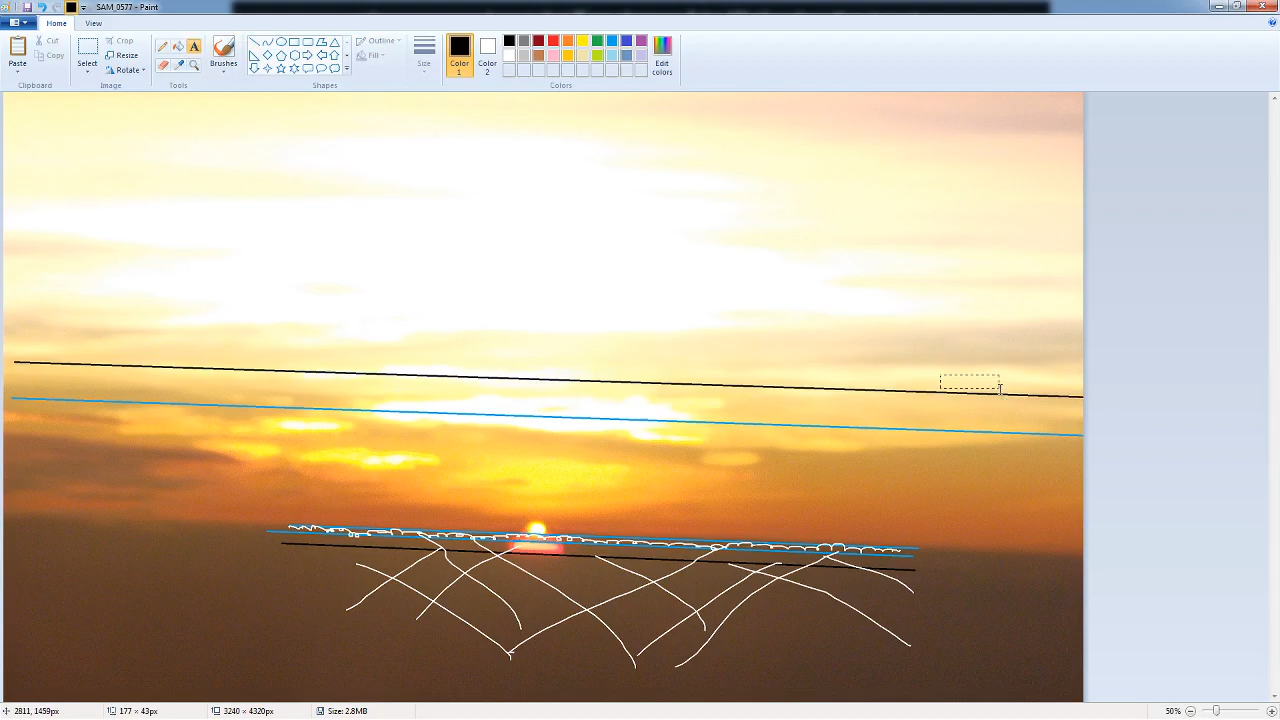 SAM_0577 - Paint
Home View
Paste
Cut
Copy
Clipboard
Select
Crop
Resize
Rotate
Image
A
Tools
Brushes
Outline
Fill
Shapes
Size
Color 1
Color 2
Edit colors
Colors
2811, 1459px
177 × 43px
3240 × 4320px
Size: 2.8MB
50%